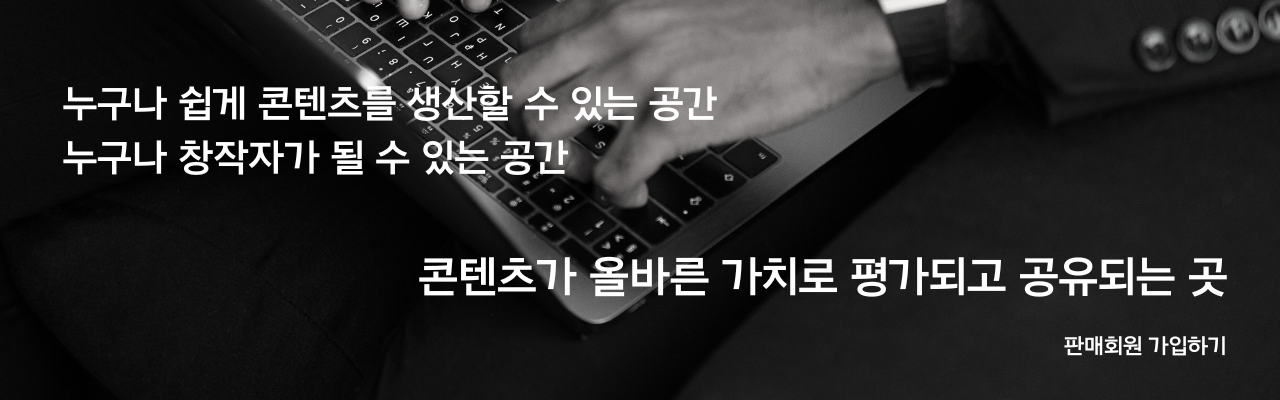 누구나 쉽게 콘텐츠를 생산할 수 있는 공간
누구나 창작자가 될 수 있는 공간
콘텐츠가 올바른 가치로 평가되고 공유되는 곳
판매회원 가입하기